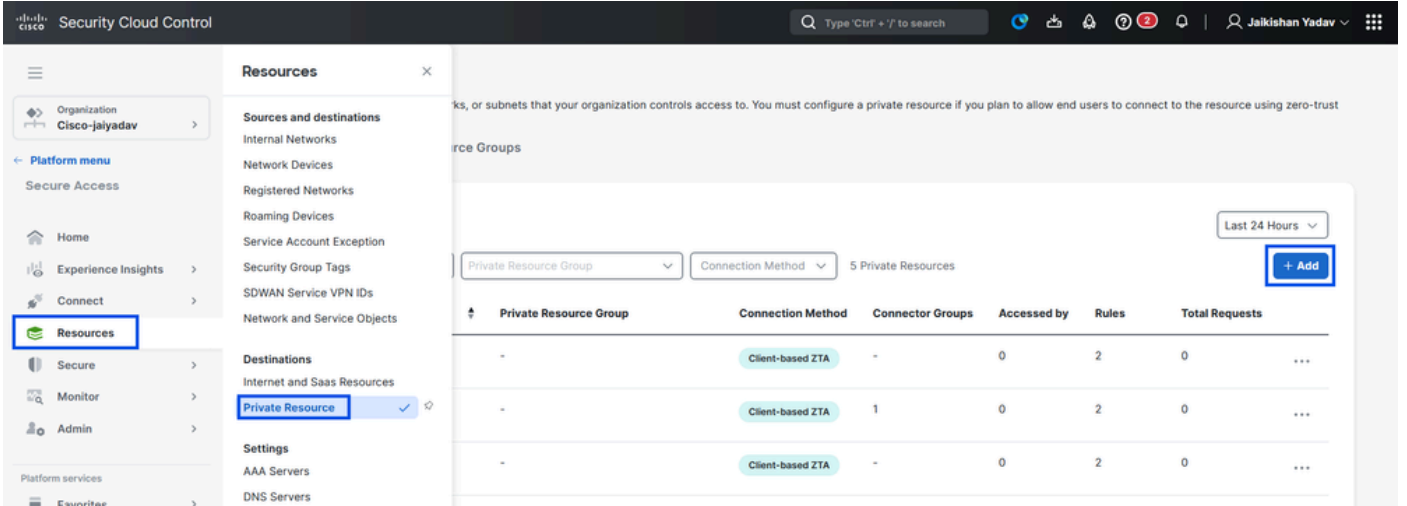 cisco Security Cloud Control
Type 'Ctrl' + '/' to search
2
Jaikishan Yadav
Organization
Cisco-jaiyadav
← Platform menu
Secure Access
Home
Experience Insights
Connect
Resources
Secure
Monitor
Admin
Platform services
Favorites
Resources
Sources and destinations
Internal Networks
Network Devices
Registered Networks
Roaming Devices
Service Account Exception
Security Group Tags
SDWAN Service VPN IDs
Network and Service Objects
Destinations
Internet and Saas Resources
Private Resource
Settings
AAA Servers
DNS Servers
or subnets that your organization controls access to. You must configure a private resource if you plan to allow end users to connect to the resource using zero-trust
Groups
Last 24 Hours
Private Resource Group
Connection Method
5 Private Resources
+ Add
Private Resource Group Connection Method Connector Groups Accessed by Rules Total Requests
- Client-based ZTA - 0 2 0 ...
- Client-based ZTA 1 0 2 0 ...
- Client-based ZTA - 0 2 0 ...